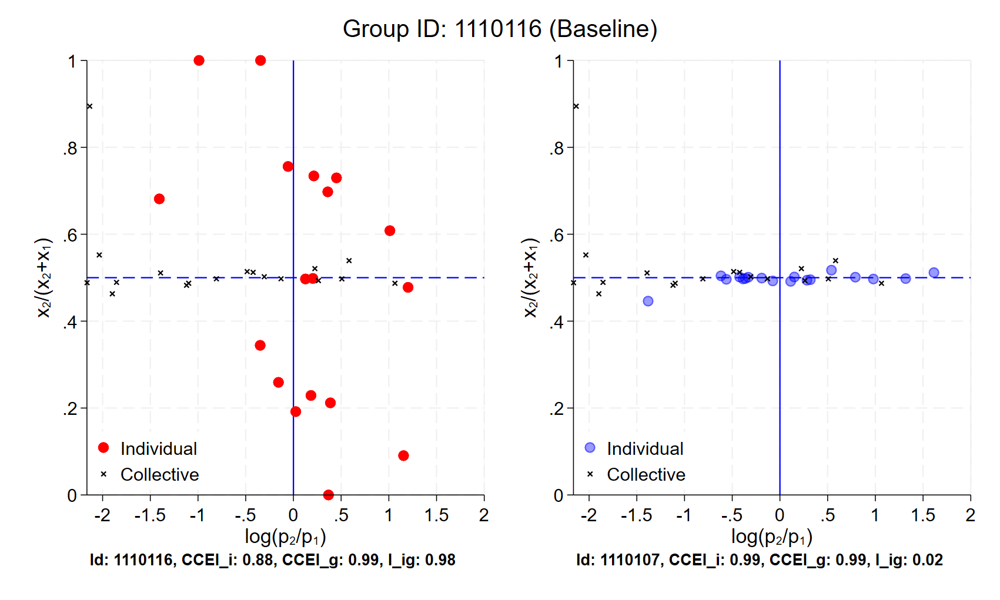 Group ID: 1110116 (Baseline)
1
.8
.6
.4
.2
0
x₂/(x₂+x₁)
Individual
Collective
-2 -1.5 -1 -.5 0 .5 1 1.5 2
log(p₂/p₁)
Id: 1110116, CCEI_i: 0.88, CCEI_g: 0.99, I_ig: 0.98
1
.8
.6
.4
.2
0
x₂/(x₂+x₁)
Individual
Collective
-2 -1.5 -1 -.5 0 .5 1 1.5 2
log(p₂/p₁)
Id: 1110107, CCEI_i: 0.99, CCEI_g: 0.99, I_ig: 0.02